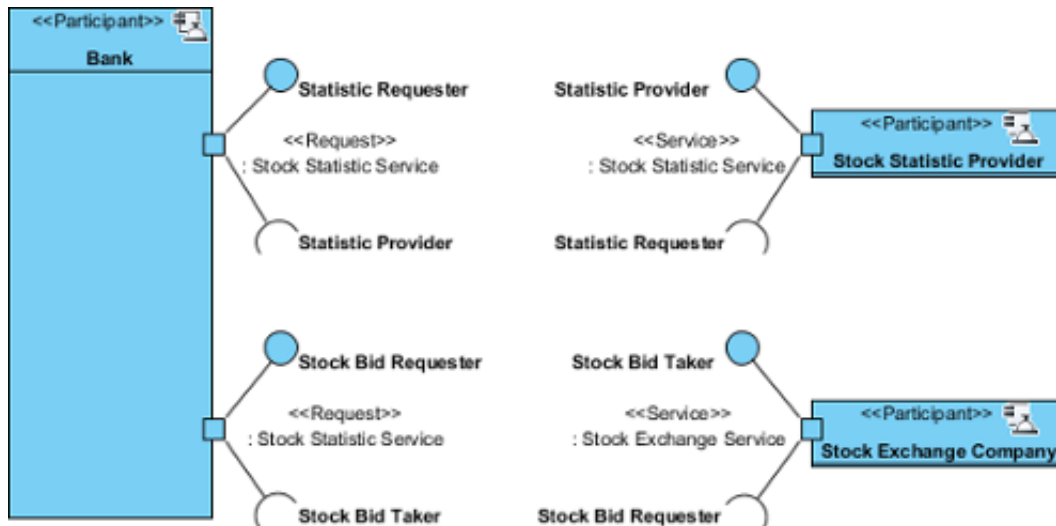 <<Participant>>
Bank
Statistic Requester
<<Request>>
: Stock Statistic Service
Statistic Provider
Stock Bid Requester
<<Request>>
: Stock Statistic Service
Stock Bid Taker
Statistic Provider
<<Service>>
: Stock Statistic Service
Statistic Requester
<<Participant>>
Stock Statistic Provider
Stock Bid Taker
<<Service>>
: Stock Exchange Service
Stock Bid Requester
<<Participant>>
Stock Exchange Company